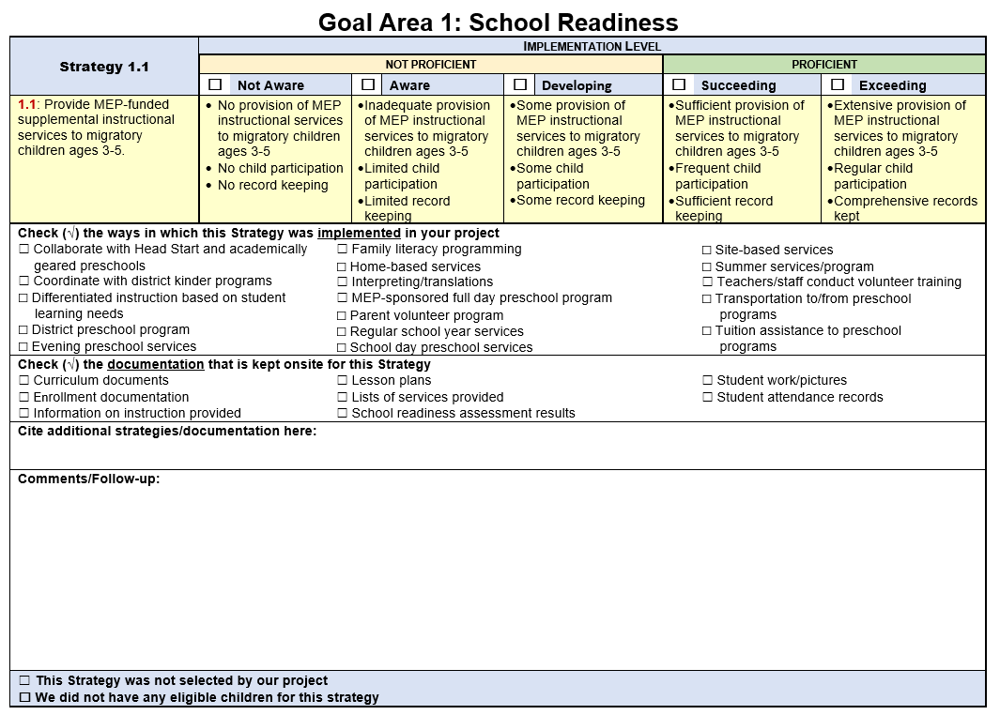 Goal Area 1: School Readiness
IMPLEMENTATION LEVEL
Strategy 1.1
NOT PROFICIENT
PROFICIENT
☐ Not Aware
☐ Aware
☐ Developing
☐ Succeeding
☐ Exceeding
1.1: Provide MEP-funded
supplemental instructional
services to migratory
children ages 3-5.
• No provision of MEP
instructional services
to migratory children
ages 3-5
• No child participation
• No record keeping
•Inadequate provision
of MEP instructional
services to migratory
children ages 3-5
•Limited child
participation
•Limited record
keeping
•Some provision of
MEP instructional
services to migratory
children ages 3-5
•Some child
participation
•Some record keeping
•Sufficient provision of
MEP instructional
services to migratory
children ages 3-5
•Frequent child
participation
•Sufficient record
keeping
•Extensive provision of
MEP instructional
services to migratory
children ages 3-5
•Regular child
participation
•Comprehensive records
kept
Check (√) the ways in which this Strategy was implemented in your project
☐ Collaborate with Head Start and academically
geared preschools
☐ Coordinate with district kinder programs
☐ Differentiated instruction based on student
learning needs
☐ District preschool program
☐ Evening preschool services
☐ Family literacy programming
☐ Home-based services
☐ Interpreting/translations
☐ MEP-sponsored full day preschool program
☐ Parent volunteer program
☐ Regular school year services
☐ School day preschool services
☐ Site-based services
☐ Summer services/program
☐ Teachers/staff conduct volunteer training
☐ Transportation to/from preschool
programs
☐ Tuition assistance to preschool
programs
Check (√) the documentation that is kept onsite for this Strategy
☐ Curriculum documents
☐ Enrollment documentation
☐ Information on instruction provided
☐ Lesson plans
☐ Lists of services provided
☐ School readiness assessment results
☐ Student work/pictures
☐ Student attendance records
Cite additional strategies/documentation here:
Comments/Follow-up:
☐ This Strategy was not selected by our project
☐ We did not have any eligible children for this strategy